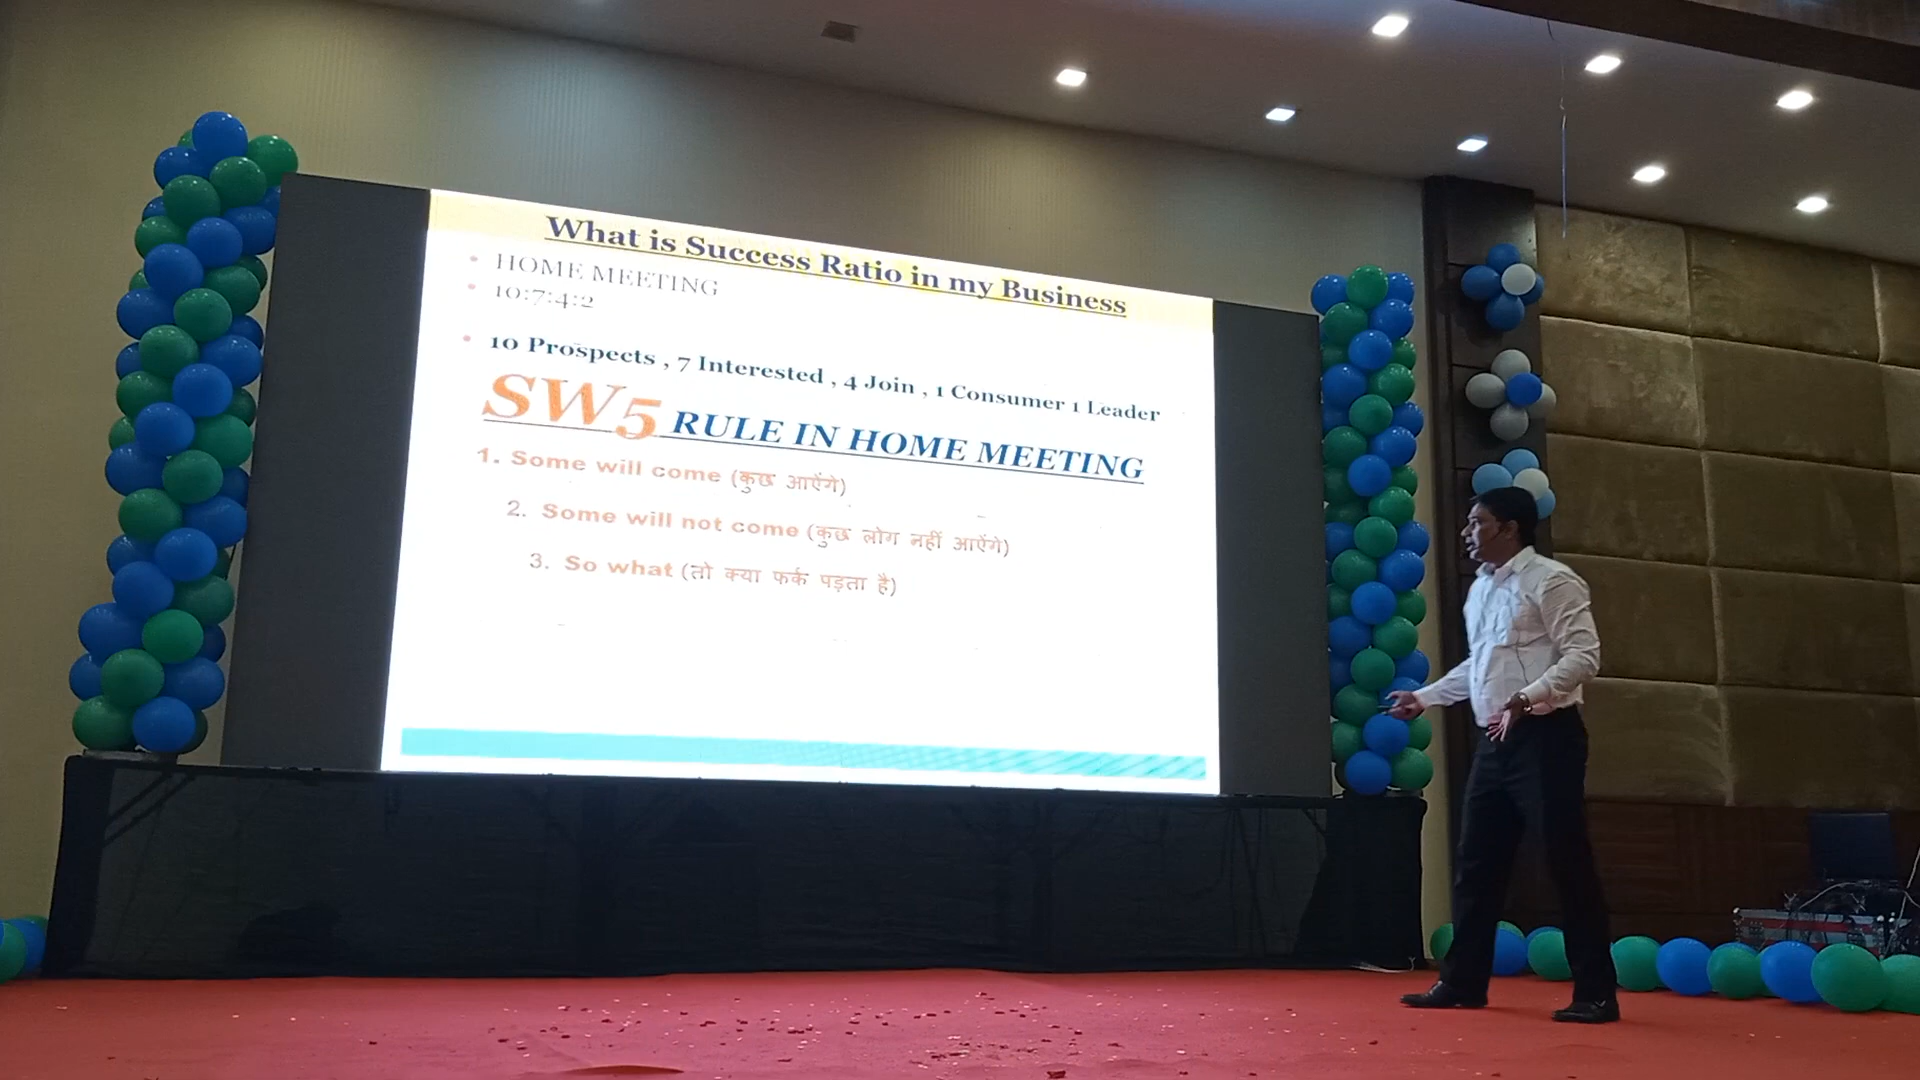 What is Success Ratio in my Business
HOME MEETING
10:7:4:2
10 Prospects , 7 Interested , 4 Join , 1 Consumer 1 Leader
SW5 RULE IN HOME MEETING
1. Some will come (कुछ आएंगे)
2. Some will not come (कुछ लोग नहीं आएंगे)
3. So what (तो क्या फर्क पड़ता है)